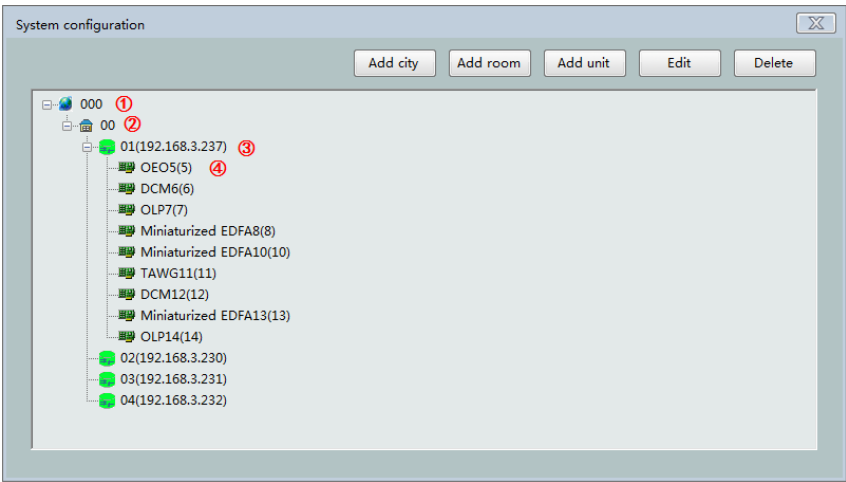 System configuration
Add city Add room Add unit Edit Delete
000 ①
00 ②
01(192.168.3.237) ③
OEO5(5) ④
DCM6(6)
OLP7(7)
Miniaturized EDFA8(8)
Miniaturized EDFA10(10)
TAWG11(11)
DCM12(12)
Miniaturized EDFA13(13)
OLP14(14)
02(192.168.3.230)
03(192.168.3.231)
04(192.168.3.232)